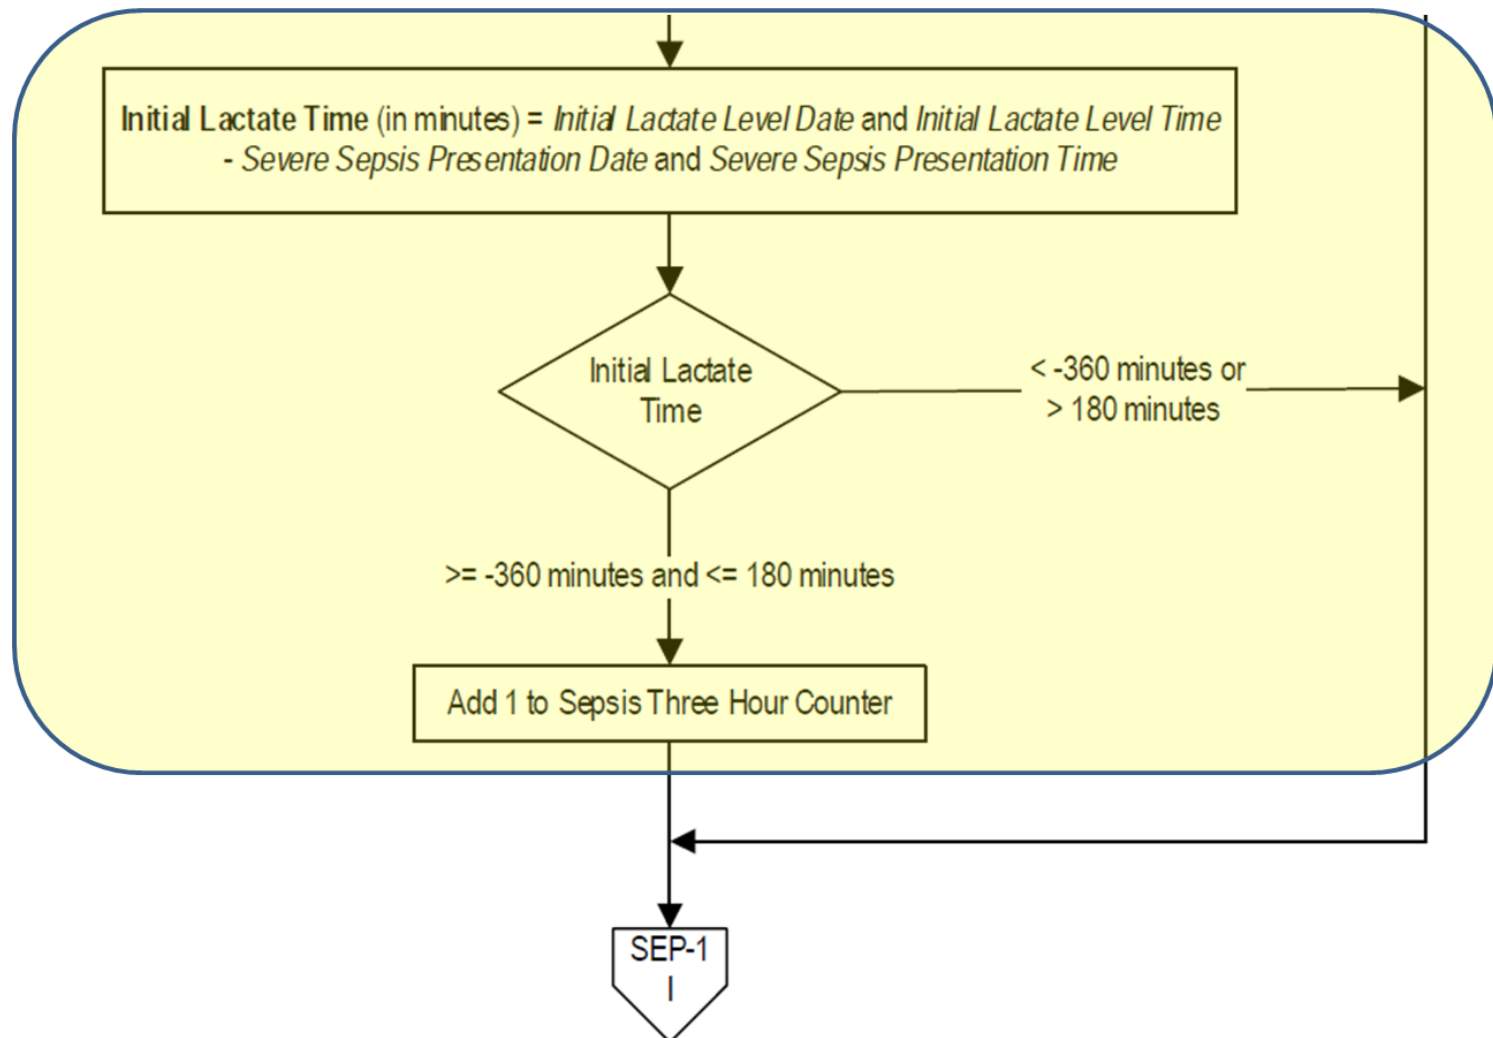 Initial Lactate Time (in minutes) = Initial Lactate Level Date and Initial Lactate Level Time
- Severe Sepsis Presentation Date and Severe Sepsis Presentation Time
Initial Lactate
Time
< -360 minutes or
> 180 minutes
>= -360 minutes and <= 180 minutes
Add 1 to Sepsis Three Hour Counter
SEP-1
I